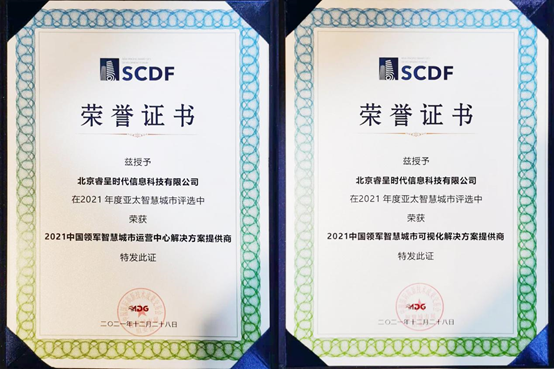 SCDF
荣誉证书
兹授予
北京睿呈时代信息科技有限公司
在2021年度亚太智慧城市评选中
荣获
2021中国领军智慧城市运营中心解决方案提供商
特发此证
二〇二一年十二月二十八日
SCDF
荣誉证书
兹授予
北京睿呈时代信息科技有限公司
在2021年度亚太智慧城市评选中
荣获
2021中国领军智慧城市可视化解决方案提供商
特发此证
二〇二一年十二月二十八日